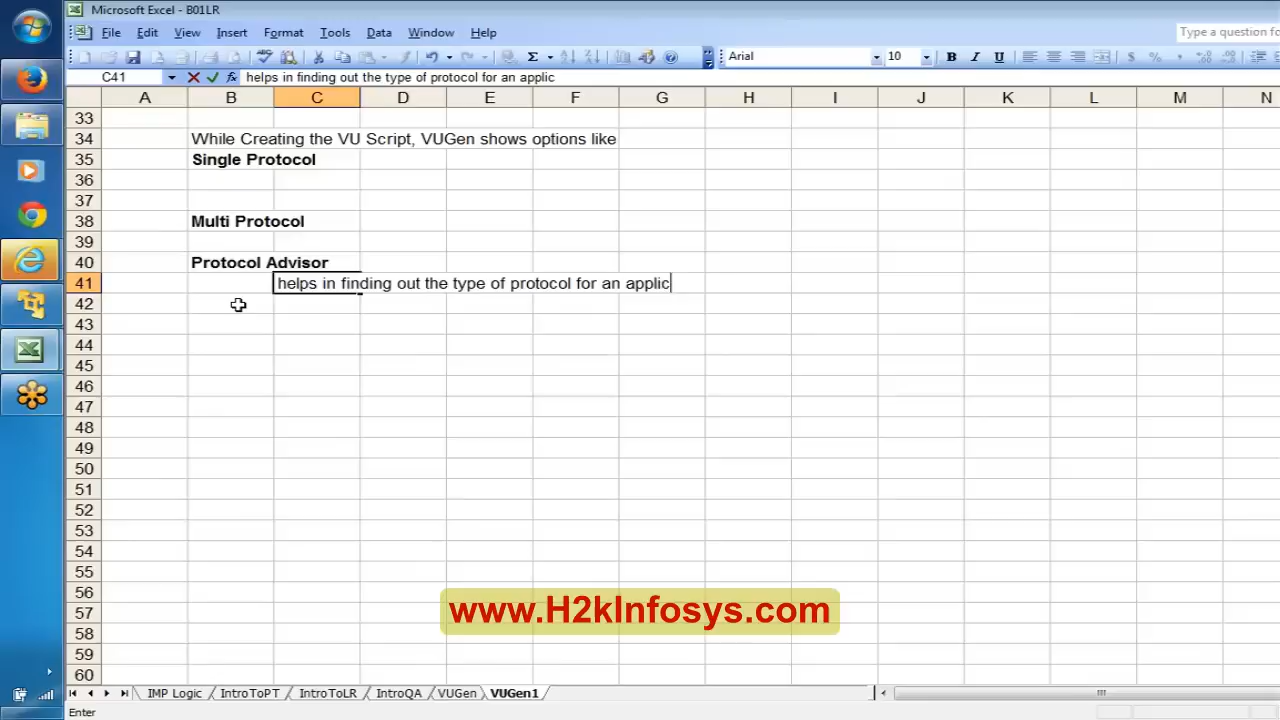 Microsoft Excel - B01LR
File Edit View Insert Format Tools Data Window Help
Type a question fo
Arial 10 B I U $ %
C41 fx helps in finding out the type of protocol for an applic
A B C D E F G H I J K L M N
33
34 While Creating the VU Script, VUGen shows options like
35 Single Protocol
36
37
38 Multi Protocol
39
40 Protocol Advisor
41 helps in finding out the type of protocol for an applic
42
43
44
45
46
47
48
49
50
51
52
53
54
55
56
57
58
59
60
www.H2kInfosys.com
IMP Logic IntroToPT IntroToLR IntroQA VUGen VUGen1
Enter